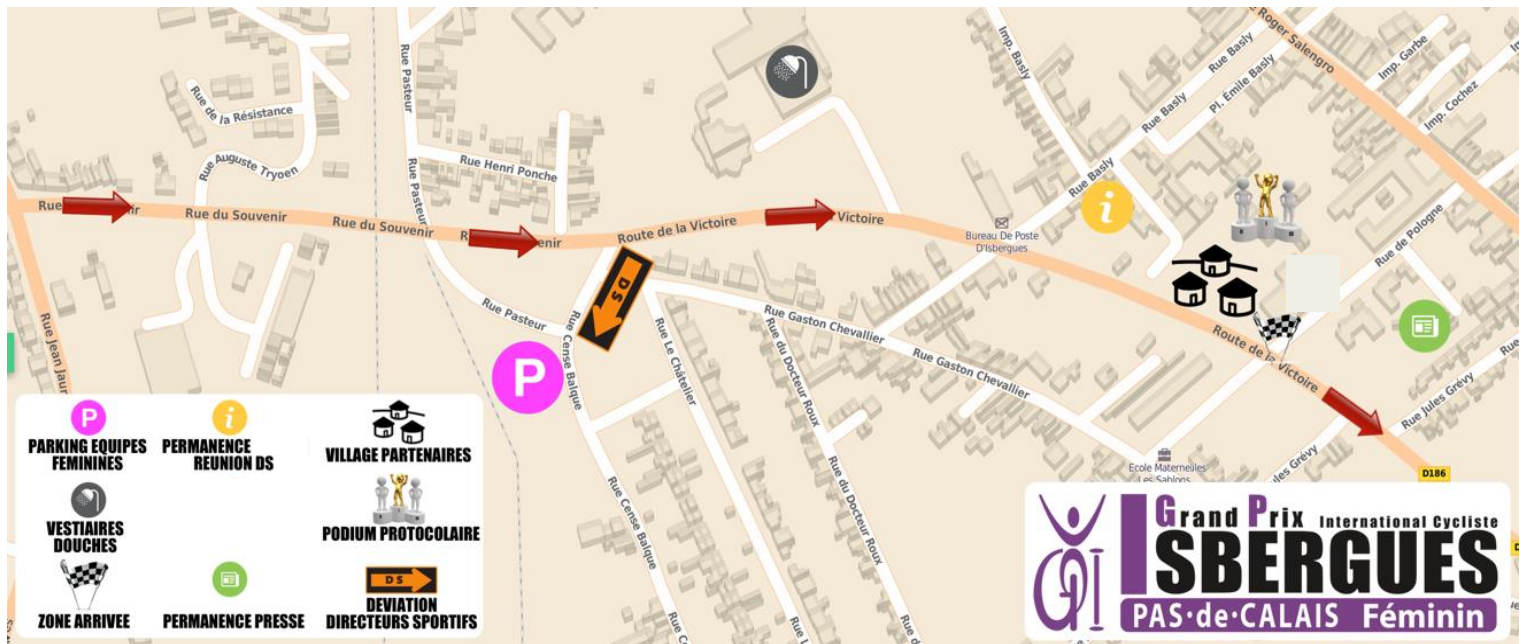 Rue Pasteur
Imp. Basly
Rue Basly
Roger Salengro
Imp. Garbe
Pl. Émile Basly
Rue Basly
Imp. Cochez
Rue de la Résistance
Rue Auguste Tryoen
Rue Henri Ponche
Rue Pasteur
Rue Basly
i
Rue
Rue du Souvenir
Rue du Souvenir
Route de la Victoire
Victoire
Bureau De Poste
D'Isbergues
Rue de Pologne
DS
Rue Pasteur
Rue Cense Balque
Rue Gaston Chevallier
Rue Gaston Chevallier
Route de la Victoire
Rue Le Châtelier
Rue du Docteur Roux
Rue Jean Jaur
P
Rue Jules Grévy
ules Grévy
Ecole Maternelles
Les Sablons
D186
Rue Cense Balque
Rue du Docteur Roux
P
PARKING EQUIPES
FEMININES
i
PERMANENCE
REUNION DS
VILLAGE PARTENAIRES
VESTIAIRES
DOUCHES
PODIUM PROTOCOLAIRE
ZONE ARRIVEE
PERMANENCE PRESSE
DS
DEVIATION
DIRECTEURS SPORTIFS
Grand Prix International Cycliste
ISBERGUES
PAS-de-CALAIS Féminin